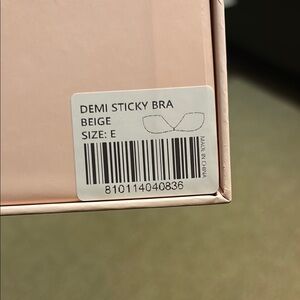 DEMI STICKY BRA
BEIGE
SIZE: E
MADE IN CHINA
810114040836